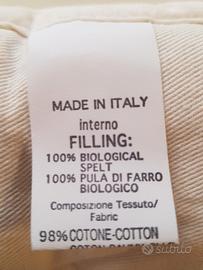 MADE IN ITALY
interno
FILLING:
100% BIOLOGICAL
SPELT
100% PULA DI FARRO
BIOLOGICO
Composizione Tessuto/
Fabric
98% COTONE-COTTON
subito